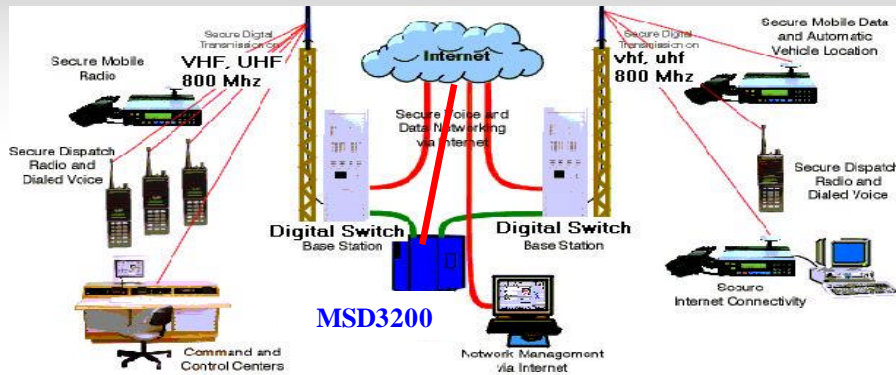 Secure Digital
Transmission on
VHF, UHF
800 Mhz
Secure Mobile
Radio
Secure Dispatch
Radio and
Dialed Voice
Command and
Control Centers
Internet
Secure Voice and
Data Networking
via Internet
Digital Switch
Base Station
MSD3200
Network Management
via Internet
Digital Switch
Base Station
Secure Digital
Transmission on
vhf, uhf
800 Mhz
Secure Mobile Data
and Automatic
Vehicle Location
Secure Dispatch
Radio and
Dialed Voice
Secure
Internet Connectivity